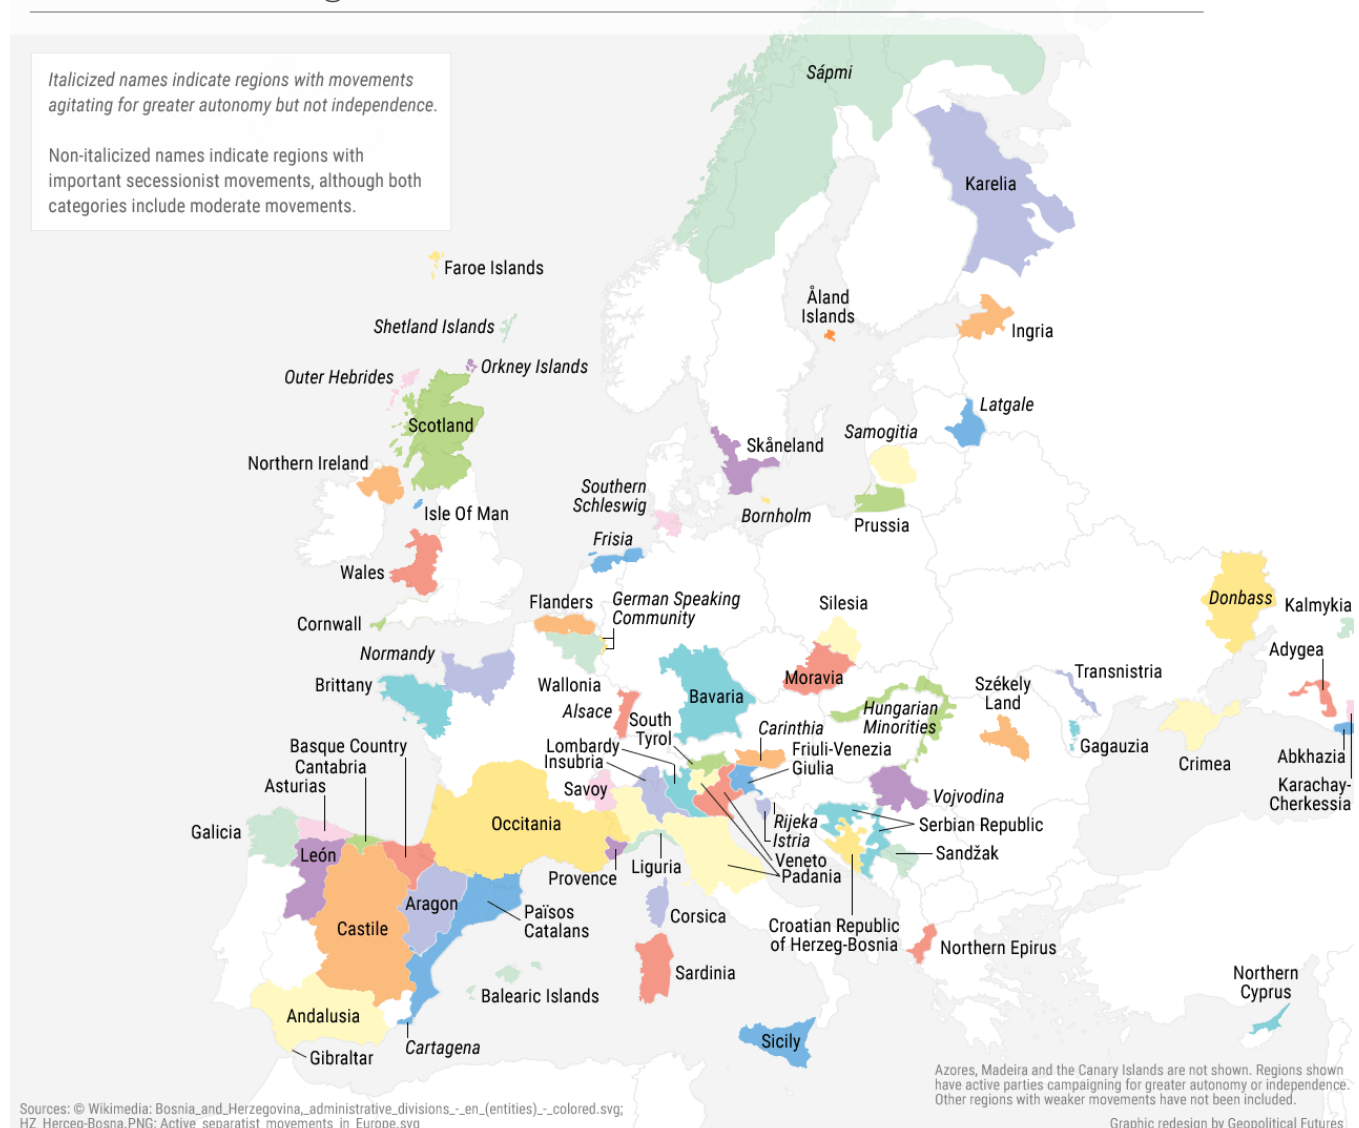 Italicized names indicate regions with movements
agitating for greater autonomy but not independence.
Non-italicized names indicate regions with
important secessionist movements, although both
categories include moderate movements.
Sápmi
Karelia
Faroe Islands
Shetland Islands
Åland
Islands
Ingria
Orkney Islands
Outer Hebrides
Scotland
Latgale
Samogitia
Skåneland
Northern Ireland
Southern
Schleswig
Isle Of Man
Bornholm
Prussia
Frisia
Wales
Flanders
German Speaking
Community
Silesia
Donbass
Kalmykia
Cornwall
Normandy
Adygea
Brittany
Wallonia
Bavaria
Moravia
Transnistria
Székely
Land
Alsace
Hungarian
Minorities
South
Tyrol
Carinthia
Gagauzia
Basque Country
Lombardy
Friuli-Venezia
Giulia
Cantabria
Insubria
Abkhazia
Crimea
Asturias
Savoy
Karachay-
Cherkessia
Vojvodina
Galicia
Occitania
Rijeka
Serbian Republic
Istria
León
Liguria
Veneto
Sandžak
Provence
Padania
Aragon
Castile
Països
Catalans
Corsica
Croatian Republic
of Herzeg-Bosnia
Northern Epirus
Sardinia
Northern
Cyprus
Balearic Islands
Andalusia
Sicily
Cartagena
Gibraltar
Azores, Madeira and the Canary Islands are not shown. Regions shown
have active parties campaigning for greater autonomy or independence.
Other regions with weaker movements have not been included.
Sources: © Wikimedia: Bosnia_and_Herzegovina,_administrative_divisions_-_en_(entities)_-_colored.svg;
HZ_Herceg-Bosna.PNG; Active_separatist_movements_in_Europe.svg
Graphic redesign by Geopolitical Futures